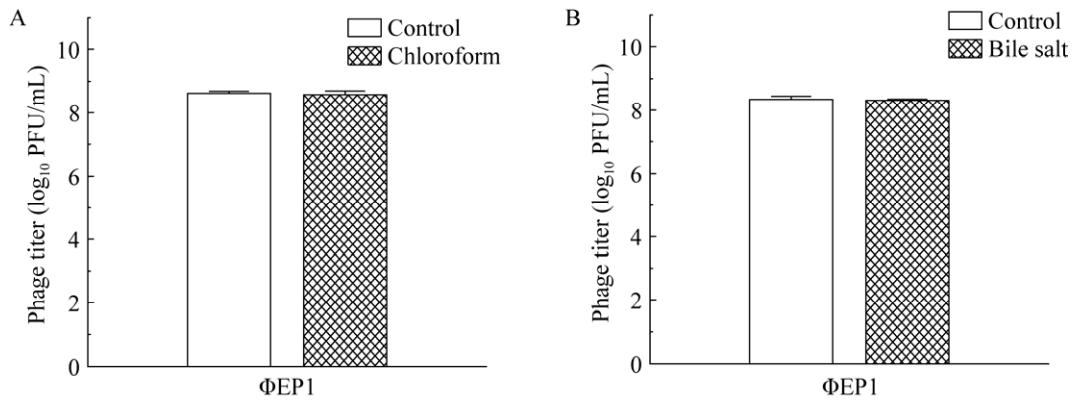 A
Control
Chloroform
Phage titer (log₁₀ PFU/mL)
10
8
6
4
2
0
ΦEP1
B
Control
Bile salt
Phage titer (log₁₀ PFU/mL)
10
8
6
4
2
0
ΦEP1